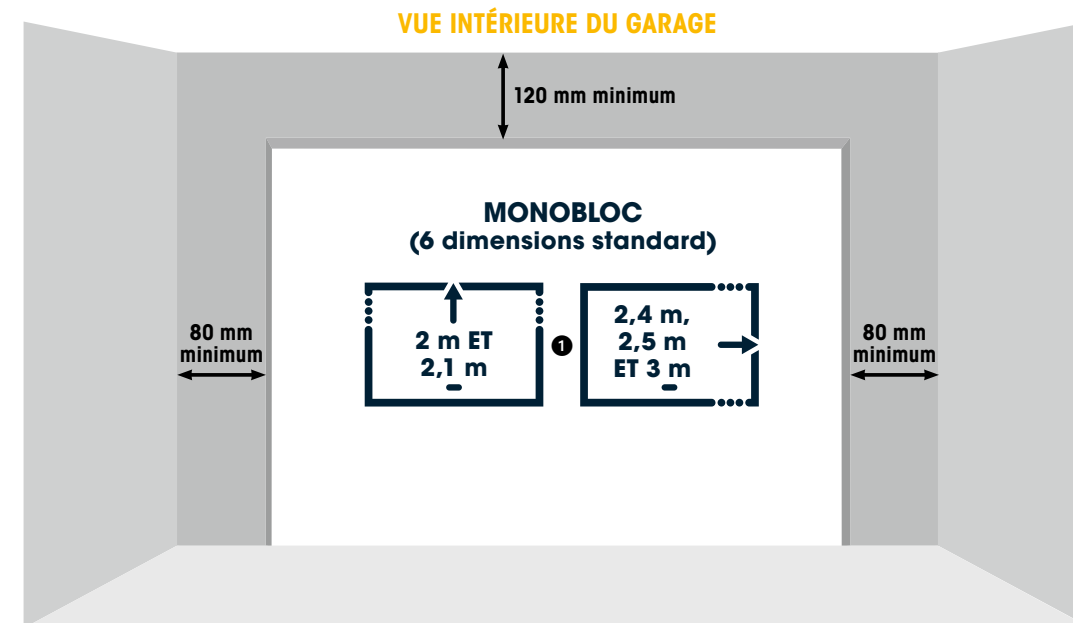 VUE INTÉRIEURE DU GARAGE
120 mm minimum
MONOBLOC
(6 dimensions standard)
80 mm
minimum
2 m ET
2,1 m
1
2,4 m,
2,5 m
ET 3 m
80 mm
minimum